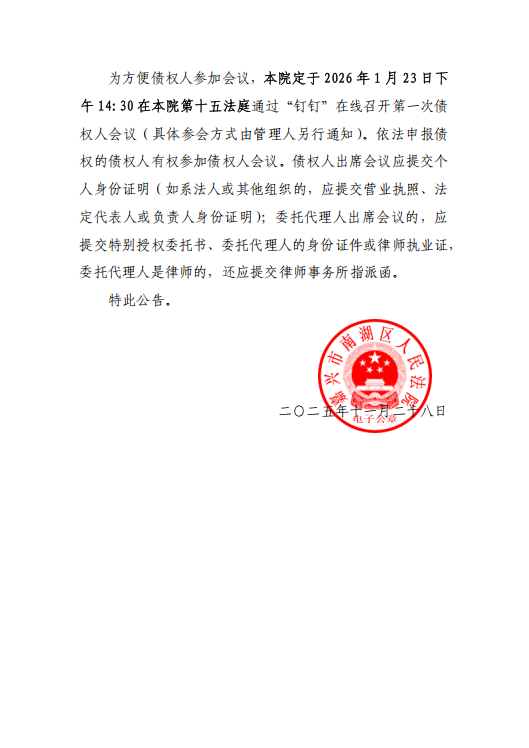 为方便债权人参加会议，本院定于 2026 年 1 月 23 日下
午 14:30 在本院第十五法庭通过“钉钉”在线召开第一次债
权人会议（具体参会方式由管理人另行通知）。依法申报债
权的债权人有权参加债权人会议。债权人出席会议应提交个
人身份证明（如系法人或其他组织的，应提交营业执照、法
定代表人或负责人身份证明）；委托代理人出席会议的，应
提交特别授权委托书、委托代理人的身份证件或律师执业证，
委托代理人是律师的，还应提交律师事务所指派函。
特此公告。
嘉兴市南湖区人民法院
二〇二五年十一月二十八日
电子公章